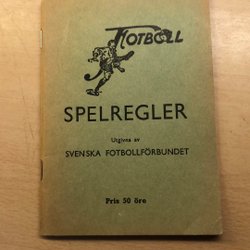 FOTBOLL
SPELREGLER
Utgivna av
SVENSKA FOTBOLLFÖRBUNDET
Pris 50 öre